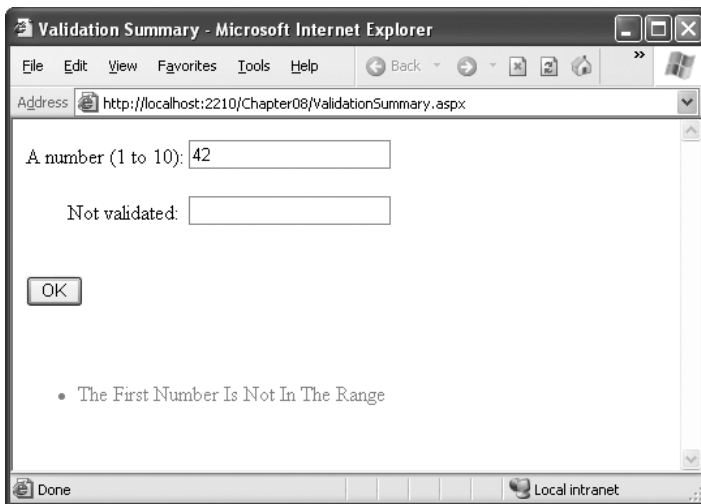 Validation Summary - Microsoft Internet Explorer
File Edit View Favorites Tools Help Back »
Address http://localhost:2210/Chapter08/ValidationSummary.aspx
A number (1 to 10): 42
Not validated:
OK
• The First Number Is Not In The Range
Done Local intranet